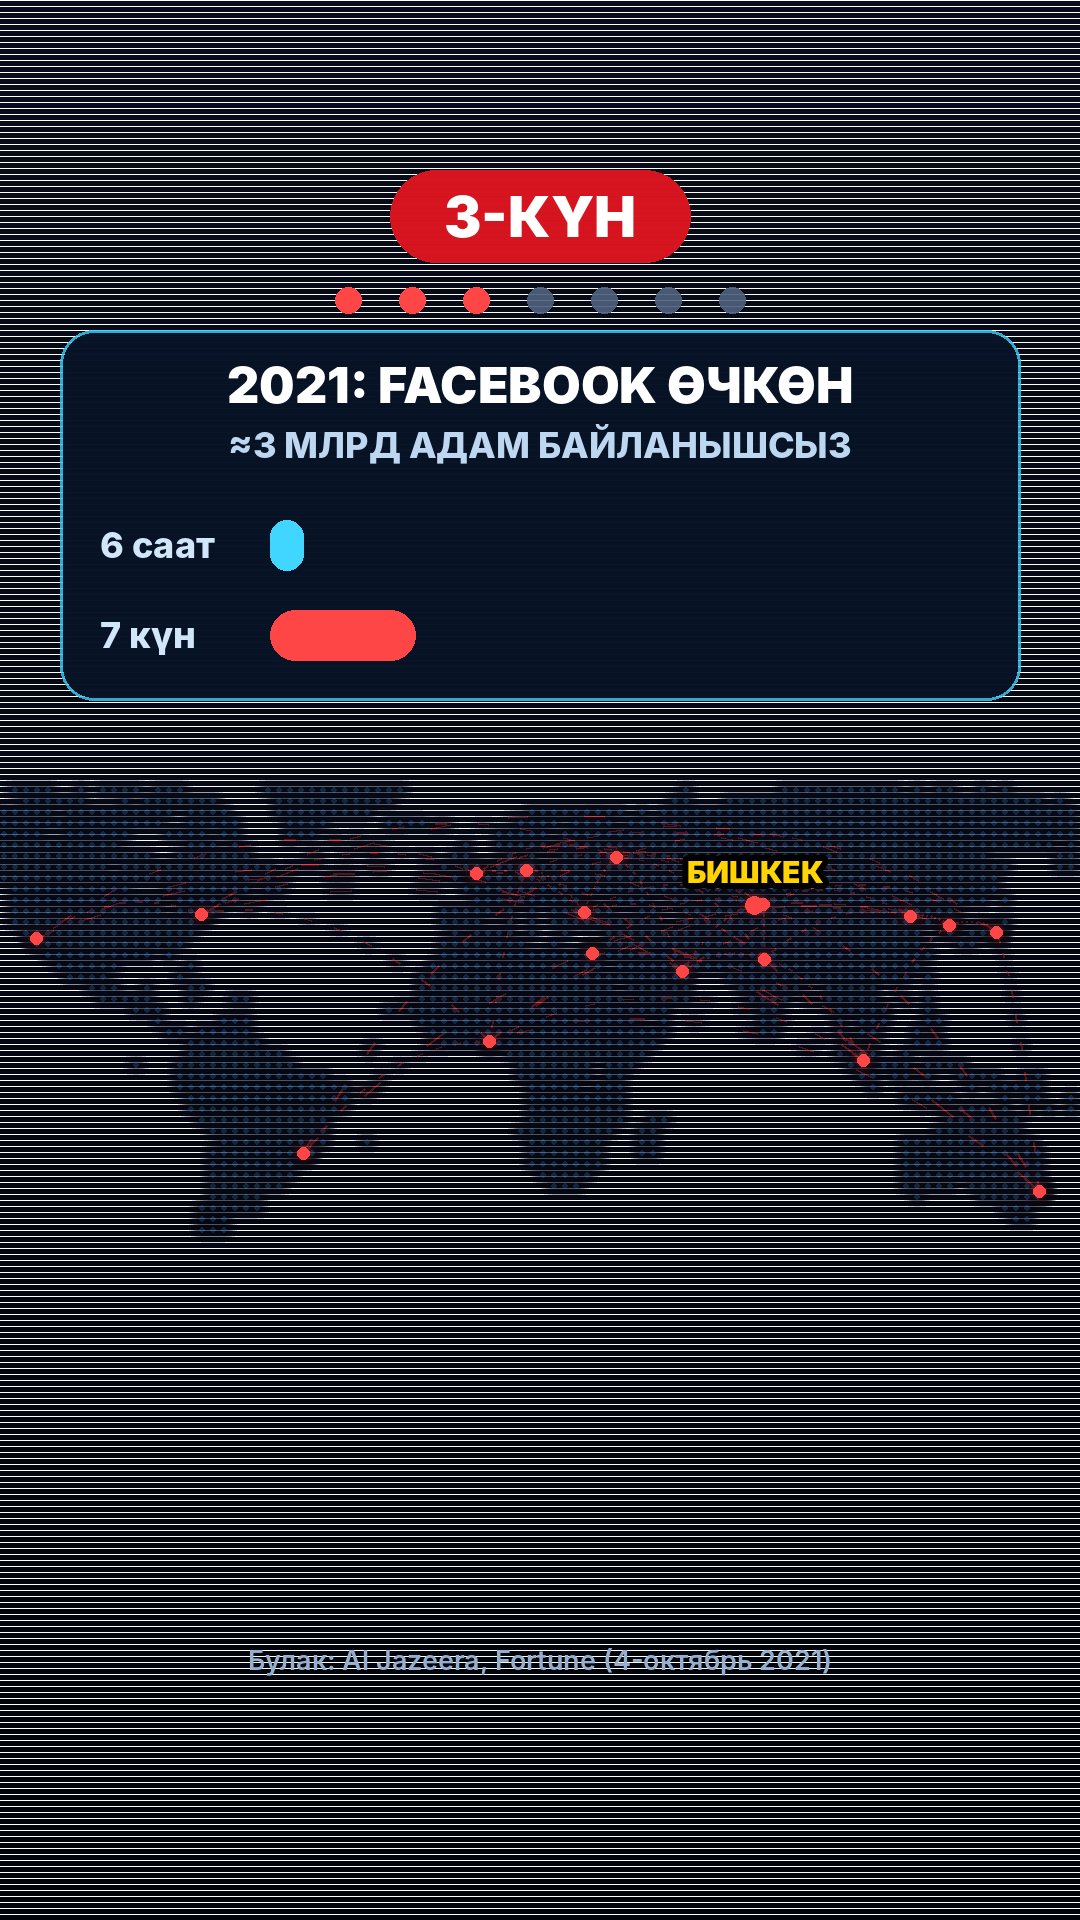 3-КҮН
2021: FACEBOOK ӨЧКӨН
≈3 МЛРД АДАМ БАЙЛАНЫШСЫЗ
6 саат
7 күн
БИШКЕК
Булак: Al Jazeera, Fortune (4-октябрь 2021)